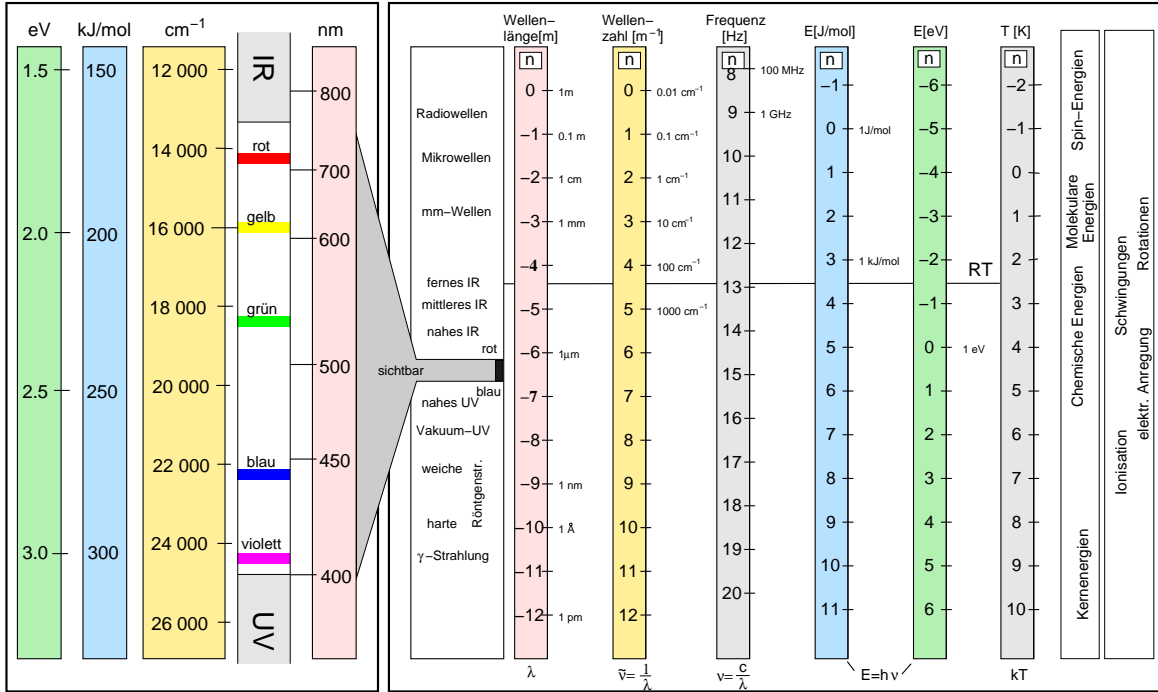 eV
kJ/mol
cm⁻¹
nm
1.5
2.0
2.5
3.0
150
200
250
300
12 000
14 000
16 000
18 000
20 000
22 000
24 000
26 000
IR
rot
gelb
grün
blau
violett
UV
800
700
600
500
450
400
sichtbar
Radiowellen
Mikrowellen
mm−Wellen
fernes IR
mittleres IR
nahes IR
rot
blau
nahes UV
Vakuum−UV
weiche
harte
Röntgenstr.
γ−Strahlung
Wellen−
länge[m]
n
0 1m
−1 0.1 m
−2 1 cm
−3 1 mm
−4
−5
−6 1μm
−7
−8
−9 1 nm
−10 1 Å
−11
−12 1 pm
λ
Wellen−
zahl [m⁻¹]
n
0 0.01 cm⁻¹
1 0.1 cm⁻¹
2 1 cm⁻¹
3 10 cm⁻¹
4 100 cm⁻¹
5 1000 cm⁻¹
6
7
8
9
10
11
12
ṽ= 1/λ
Frequenz
[Hz]
n
8 100 MHz
9 1 GHz
10
11
12
13
14
15
16
17
18
19
20
ν= c/λ
E[J/mol]
n
−1
0 1J/mol
1
2
3 1 kJ/mol
4
5
6
7
8
9
10
11
E[eV]
n
−6
−5
−4
−3
−2
−1
0 1 eV
1
2
3
4
5
6
E=h ν
RT
T [K]
n
−2
−1
0
1
2
3
4
5
6
7
8
9
10
kT
Spin−Energien
Molekulare
Energien
Chemische Energien
Kernenergien
Rotationen
Schwingungen
elektr. Anregung
Ionisation